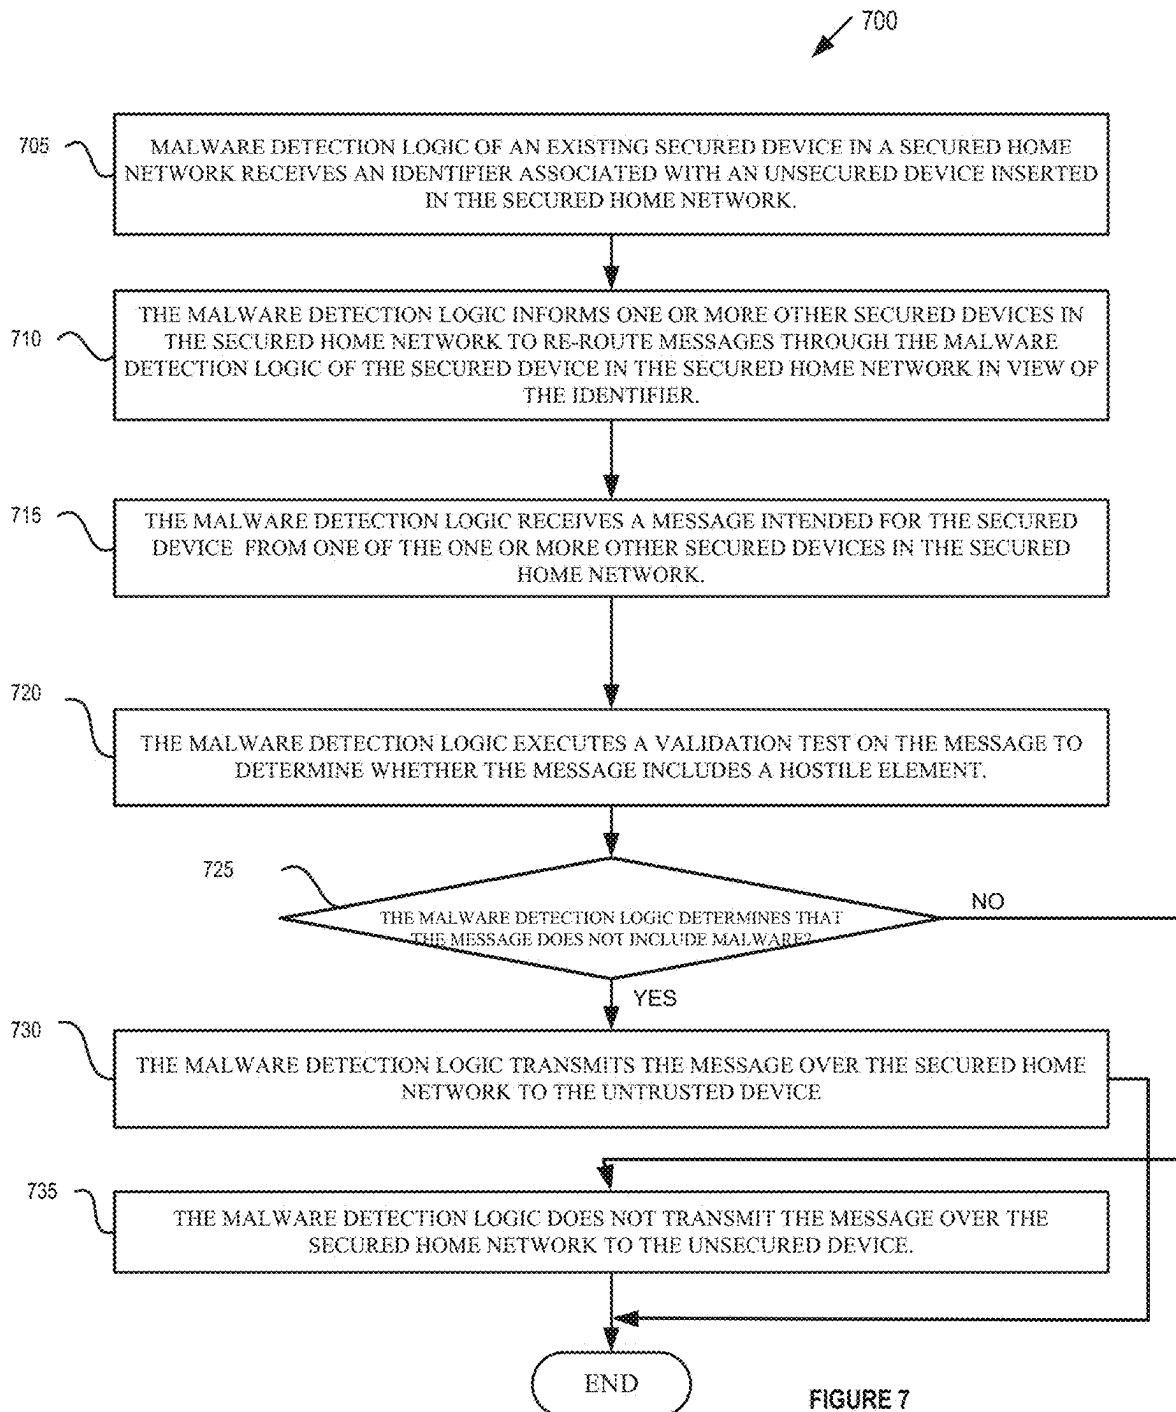 700
705
MALWARE DETECTION LOGIC OF AN EXISTING SECURED DEVICE IN A SECURED HOME
NETWORK RECEIVES AN IDENTIFIER ASSOCIATED WITH AN UNSECURED DEVICE INSERTED
IN THE SECURED HOME NETWORK.
710
THE MALWARE DETECTION LOGIC INFORMS ONE OR MORE OTHER SECURED DEVICES IN
THE SECURED HOME NETWORK TO RE-ROUTE MESSAGES THROUGH THE MALWARE
DETECTION LOGIC OF THE SECURED DEVICE IN THE SECURED HOME NETWORK IN VIEW OF
THE IDENTIFIER.
715
THE MALWARE DETECTION LOGIC RECEIVES A MESSAGE INTENDED FOR THE SECURED
DEVICE FROM ONE OF THE ONE OR MORE OTHER SECURED DEVICES IN THE SECURED
HOME NETWORK.
720
THE MALWARE DETECTION LOGIC EXECUTES A VALIDATION TEST ON THE MESSAGE TO
DETERMINE WHETHER THE MESSAGE INCLUDES A HOSTILE ELEMENT.
725
THE MALWARE DETECTION LOGIC DETERMINES THAT
THE MESSAGE DOES NOT INCLUDE MALWARE?
NO
YES
730
THE MALWARE DETECTION LOGIC TRANSMITS THE MESSAGE OVER THE SECURED HOME
NETWORK TO THE UNTRUSTED DEVICE
735
THE MALWARE DETECTION LOGIC DOES NOT TRANSMIT THE MESSAGE OVER THE
SECURED HOME NETWORK TO THE UNSECURED DEVICE.
END
FIGURE 7